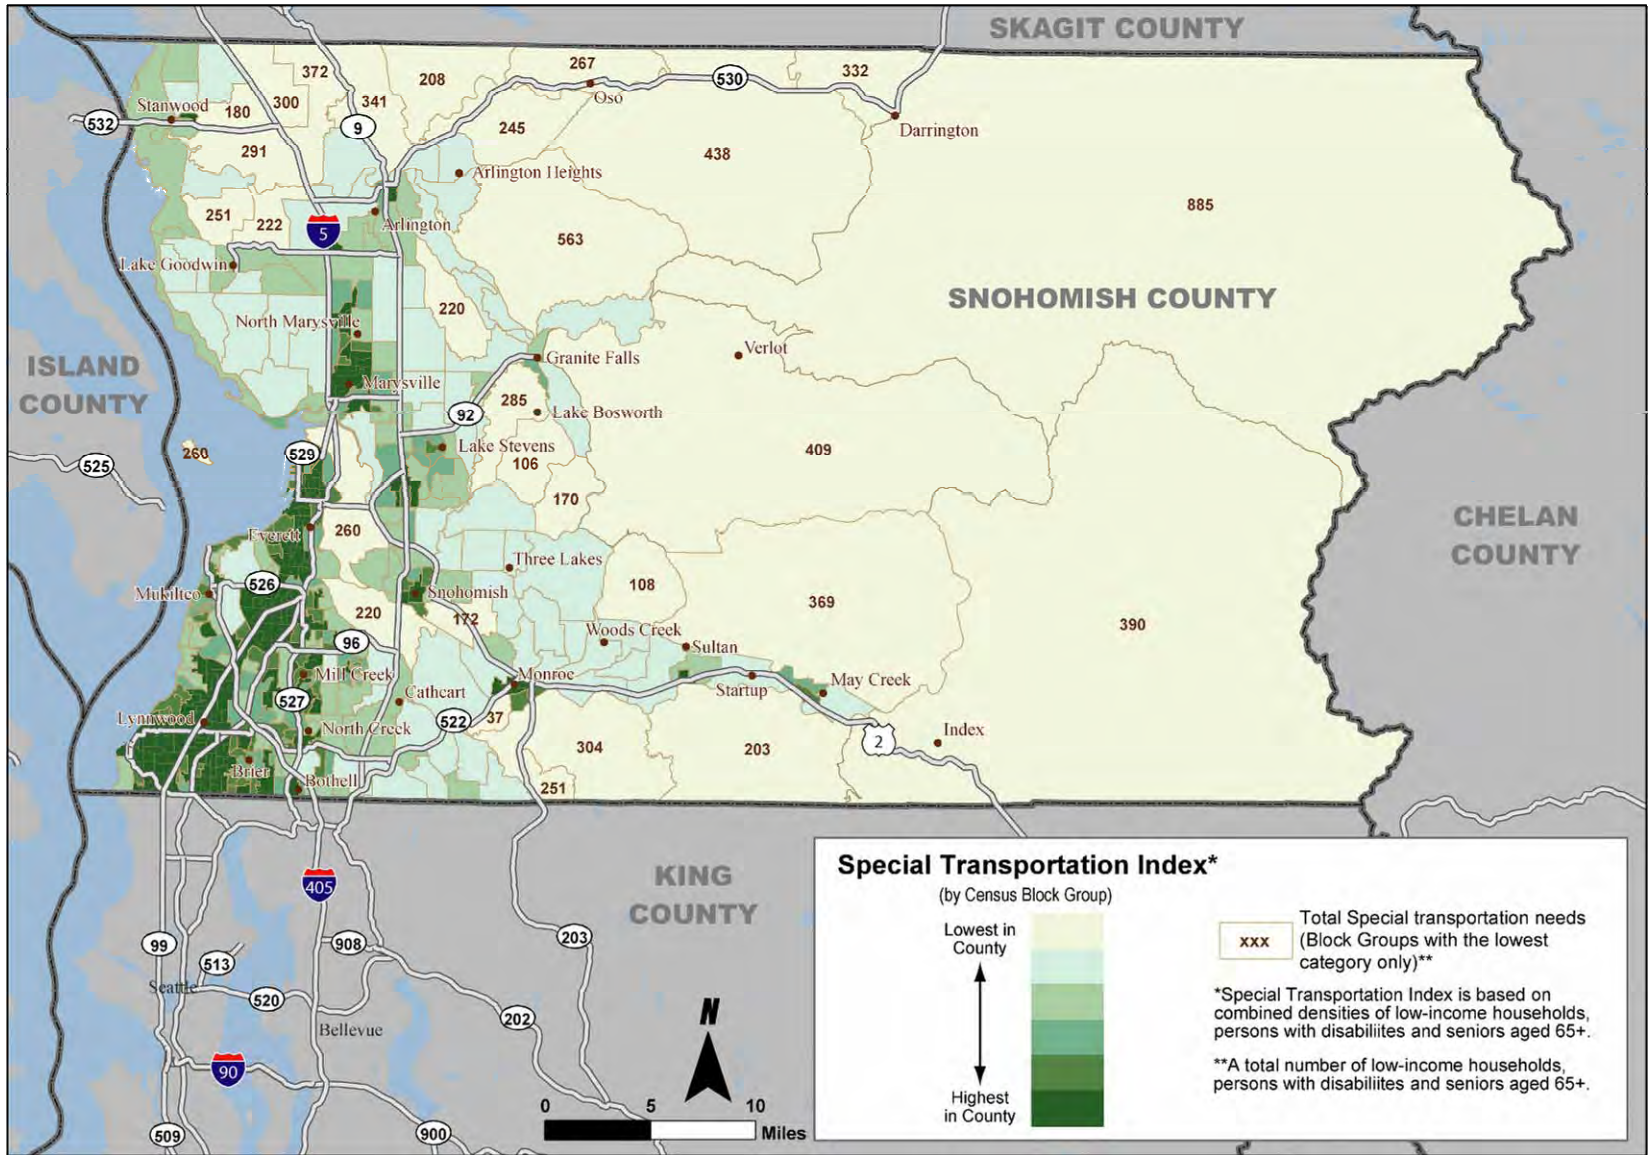 SKAGIT COUNTY
372
208
267
530
332
Stanwood
180
300
341
Oso
532
9
245
Darrington
291
438
Arlington Heights
885
251
222
5
Arlington
563
Lake Goodwin
SNOHOMISH COUNTY
220
North Marysville
Verlot
Granite Falls
ISLAND
COUNTY
Marysville
285
92
Lake Bosworth
260
529
Lake Stevens
409
525
106
170
CHELAN
COUNTY
Everett
260
Three Lakes
526
108
Mukilteo
Snohomish
369
220
172
390
96
Woods Creek
Sultan
Mill Creek
Monroe
Startup
May Creek
527
Cathcart
Lynnwood
522
37
North Creek
Index
2
304
203
Brier
Bothell
251
KING
COUNTY
405
99
908
203
513
Seattle
520
202
Bellevue
90
509
900
N
0 5 10
Miles
Special Transportation Index*
(by Census Block Group)
Lowest in
County
Highest
in County
xxx
Total Special transportation needs
(Block Groups with the lowest
category only)**
*Special Transportation Index is based on
combined densities of low-income households,
persons with disabiliites and seniors aged 65+.
**A total number of low-income households,
persons with disabiliites and seniors aged 65+.